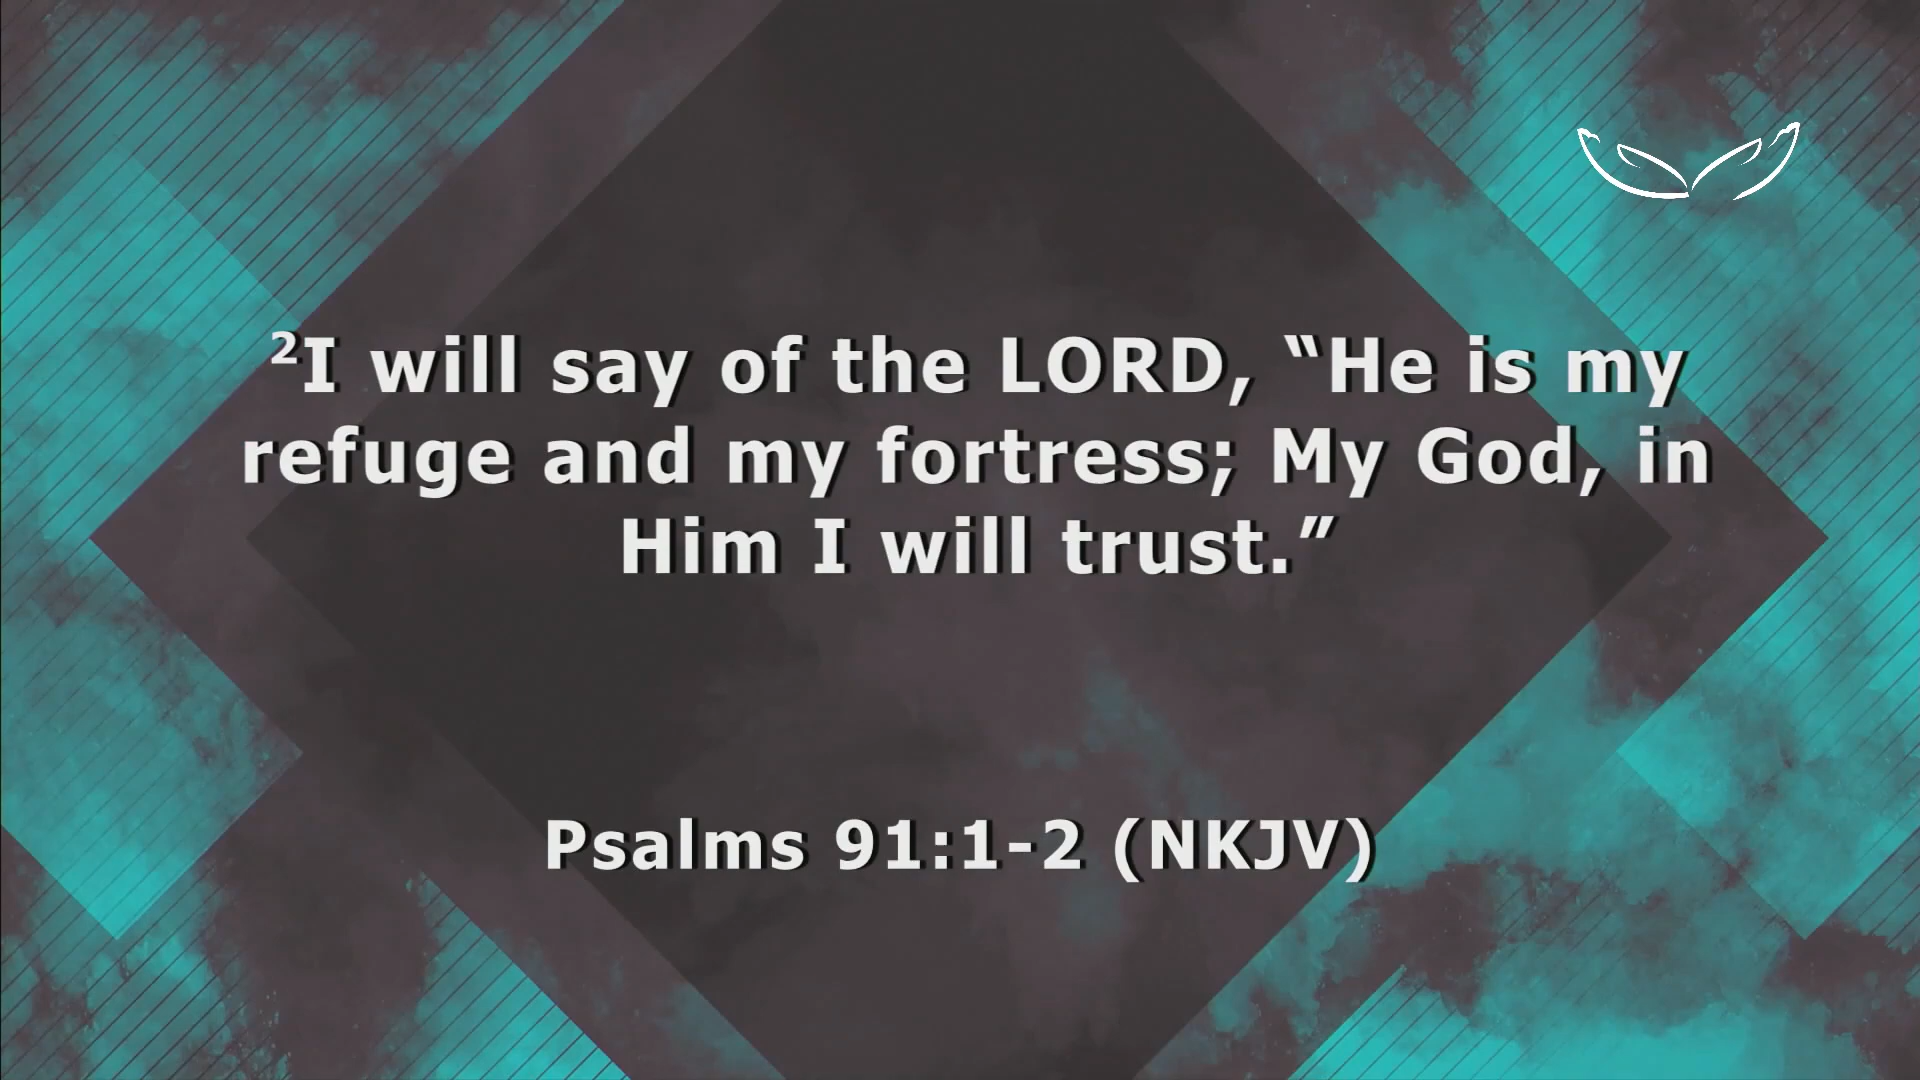 ²I will say of the LORD, “He is my
refuge and my fortress; My God, in
Him I will trust.”
Psalms 91:1-2 (NKJV)